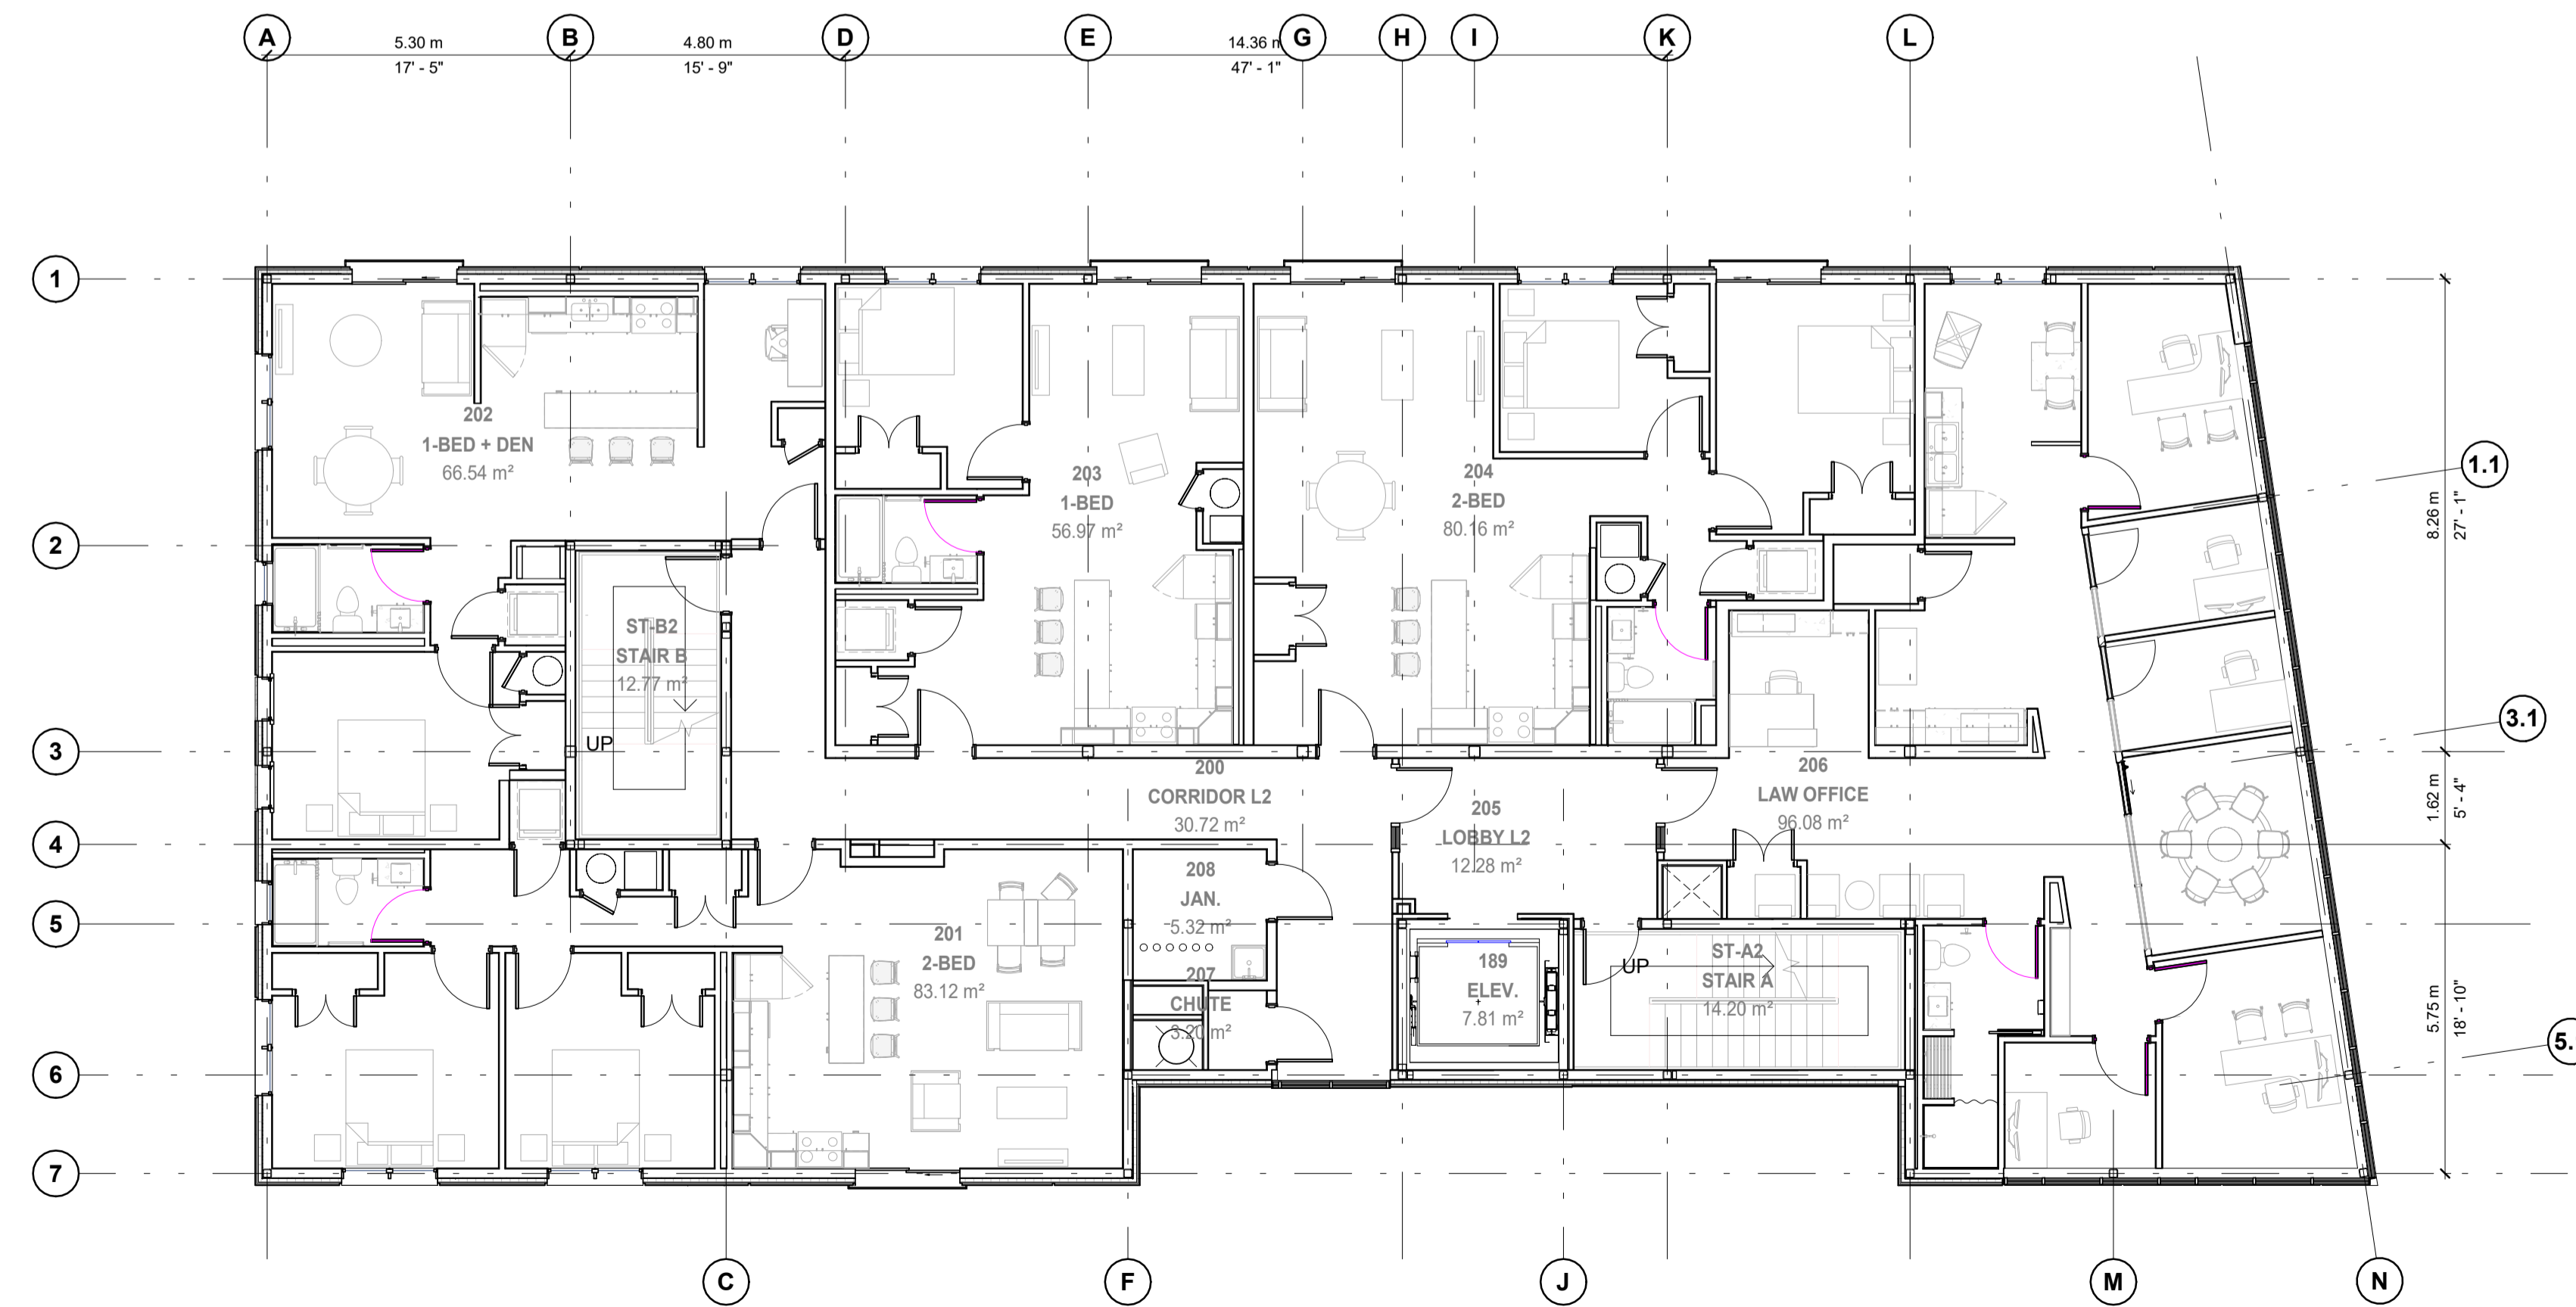 A
5.30 m
17' - 5"
B
4.80 m
15' - 9"
D
E
14.36 m
47' - 1"
G
H
I
K
L
1
1.1
2
8.26 m
27' - 1"
202
1-BED + DEN
66.54 m²
203
1-BED
56.97 m²
204
2-BED
80.16 m²
ST-B2
STAIR B
12.77 m²
UP
3
3.1
200
CORRIDOR L2
30.72 m²
205
LOBBY L2
12.28 m²
206
LAW OFFICE
96.08 m²
1.62 m
5' - 4"
4
208
JAN.
5.32 m²
5
201
2-BED
83.12 m²
207
CHUTE
3.20 m²
189
ELEV.
7.81 m²
UP
ST-A2
STAIR A
14.20 m²
5.75 m
18' - 10"
5.
6
7
C
F
J
M
N